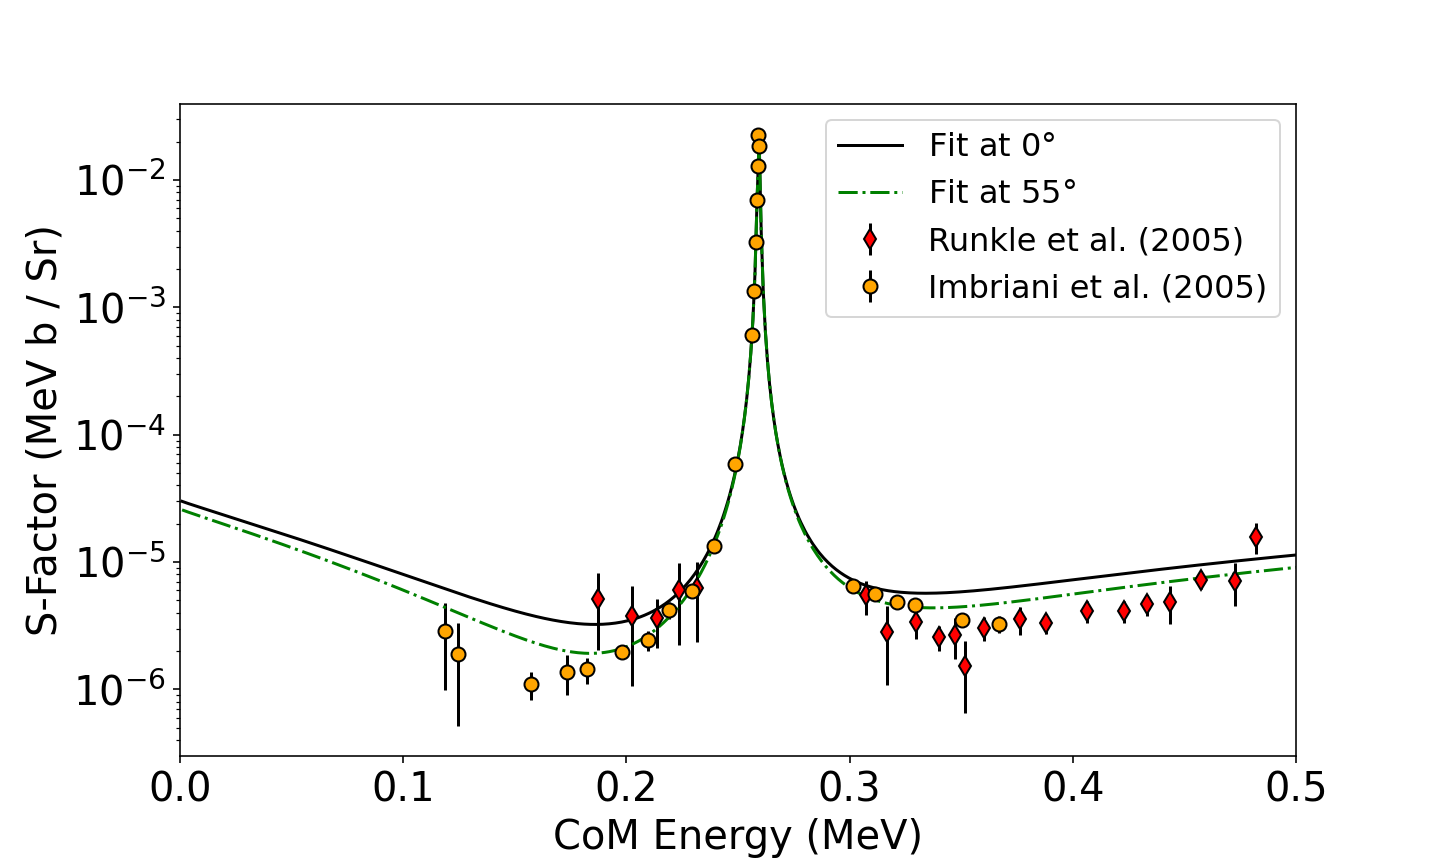 Fit at 0°
Fit at 55°
Runkle et al. (2005)
Imbriani et al. (2005)
S-Factor (MeV b / Sr)
10⁻²
10⁻³
10⁻⁴
10⁻⁵
10⁻⁶
0.0 0.1 0.2 0.3 0.4 0.5
CoM Energy (MeV)